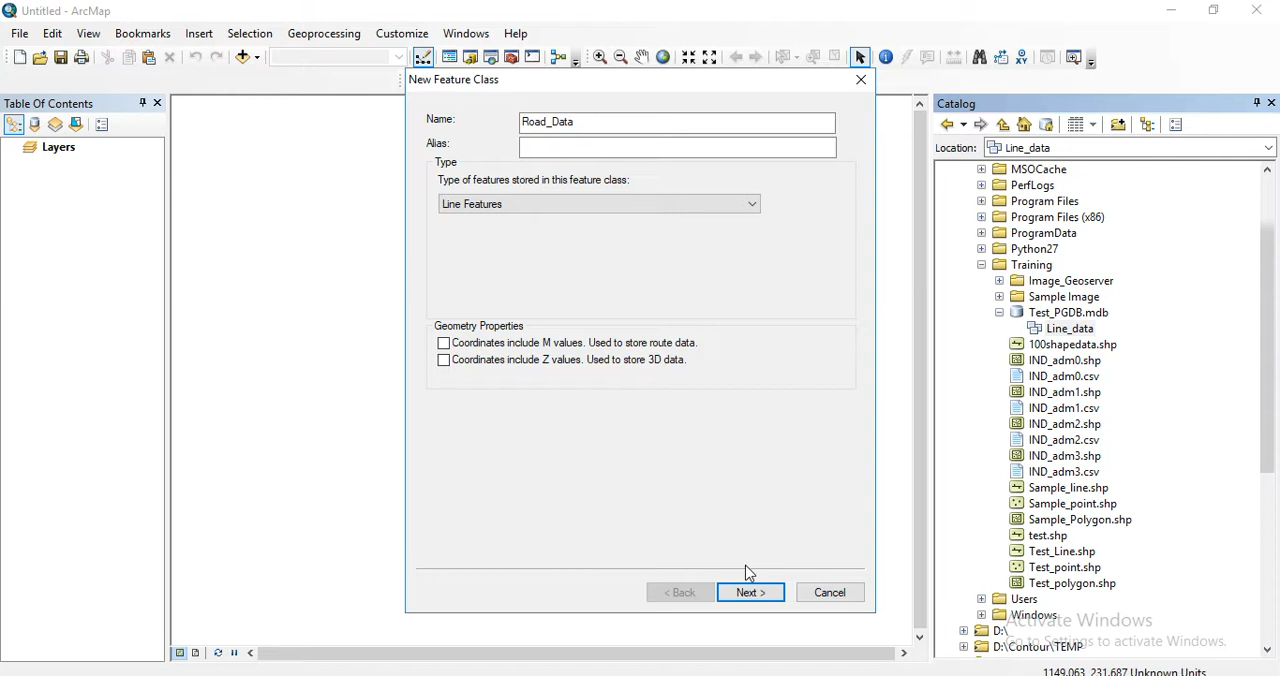 Untitled - ArcMap
File Edit View Bookmarks Insert Selection Geoprocessing Customize Windows Help
Table Of Contents
Layers
New Feature Class
Name: Road_Data
Alias:
Type
Type of features stored in this feature class:
Line Features
Geometry Properties
Coordinates include M values. Used to store route data.
Coordinates include Z values. Used to store 3D data.
< Back Next > Cancel
Catalog
Location: Line_data
MSOCache
PerfLogs
Program Files
Program Files (x86)
ProgramData
Python27
Training
Image_Geoserver
Sample Image
Test_PGDB.mdb
Line_data
100shapedata.shp
IND_adm0.shp
IND_adm0.csv
IND_adm1.shp
IND_adm1.csv
IND_adm2.shp
IND_adm2.csv
IND_adm3.shp
IND_adm3.csv
Sample_line.shp
Sample_point.shp
Sample_Polygon.shp
test.shp
Test_Line.shp
Test_point.shp
Test_polygon.shp
Users
Windows
D:\
D:\Contour\TEMP
Activate Windows
Go to Settings to activate Windows.
1149.063 231.687 Unknown Units